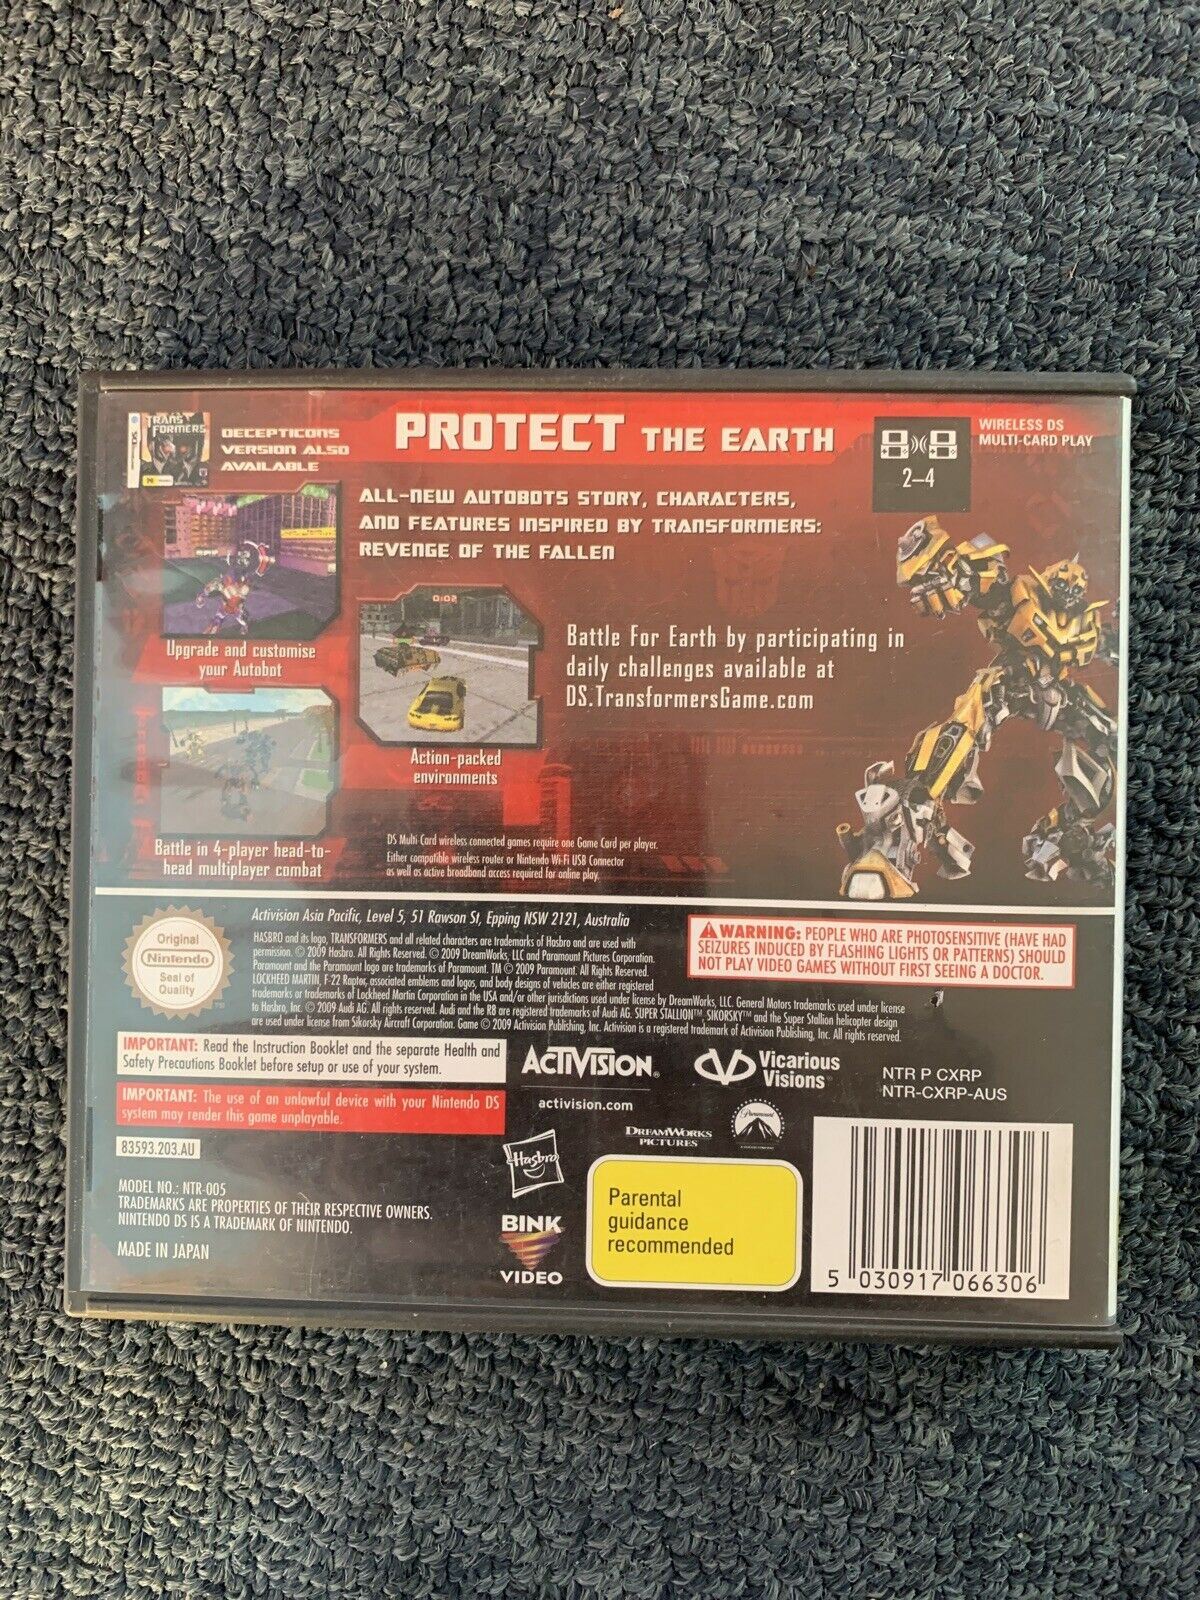 TRANS
FORMERS
DECEPTICONS
VERSION ALSO
AVAILABLE
PROTECT THE EARTH
2–4
WIRELESS DS
MULTI-CARD PLAY
ALL-NEW AUTOBOTS STORY, CHARACTERS,
AND FEATURES INSPIRED BY TRANSFORMERS:
REVENGE OF THE FALLEN
Upgrade and customise
your Autobot
0:02
Action-packed
environments
Battle For Earth by participating in
daily challenges available at
DS.TransformersGame.com
Battle in 4-player head-to-
head multiplayer combat
DS Multi Card wireless connected games require one Game Card per player.
Either compatible wireless router or Nintendo Wi-Fi USB Connector
as well as active broadband access required for online play.
Original
Nintendo
Seal of
Quality
TM
Activision Asia Pacific, Level 5, 51 Rawson St, Epping NSW 2121, Australia
HASBRO and its logo, TRANSFORMERS and all related characters are trademarks of Hasbro and are used with
permission. © 2009 Hasbro. All Rights Reserved. © 2009 DreamWorks, LLC and Paramount Pictures Corporation.
Paramount and the Paramount logo are trademarks of Paramount. TM © 2009 Paramount. All Rights Reserved.
LOCKHEED MARTIN, F-22 Raptor, associated emblems and logos, and body designs of vehicles are either registered
trademarks or trademarks of Lockheed Martin Corporation in the USA and/or other jurisdictions used under license by DreamWorks, LLC. General Motors trademarks used under license
to Hasbro, Inc. © 2009 Audi AG. All rights reserved. Audi and the R8 are registered trademarks of Audi AG. SUPER STALLION™, SIKORSKY™ and the Super Stallion helicopter design
are used under license from Sikorsky Aircraft Corporation. Game © 2009 Activision Publishing, Inc. Activision is a registered trademark of Activision Publishing, Inc. All rights reserved.
WARNING: PEOPLE WHO ARE PHOTOSENSITIVE (HAVE HAD
SEIZURES INDUCED BY FLASHING LIGHTS OR PATTERNS) SHOULD
NOT PLAY VIDEO GAMES WITHOUT FIRST SEEING A DOCTOR.
IMPORTANT: Read the Instruction Booklet and the separate Health and
Safety Precautions Booklet before setup or use of your system.
IMPORTANT: The use of an unlawful device with your Nintendo DS
system may render this game unplayable.
83593.203.AU
MODEL NO.: NTR-005
TRADEMARKS ARE PROPERTIES OF THEIR RESPECTIVE OWNERS.
NINTENDO DS IS A TRADEMARK OF NINTENDO.
MADE IN JAPAN
ACTIVISION®
activision.com
Vicarious
Visions
NTR P CXRP
NTR-CXRP-AUS
DREAMWORKS
PICTURES
Paramount
Hasbro
BINK
VIDEO
Parental
guidance
recommended
5 030917 066306